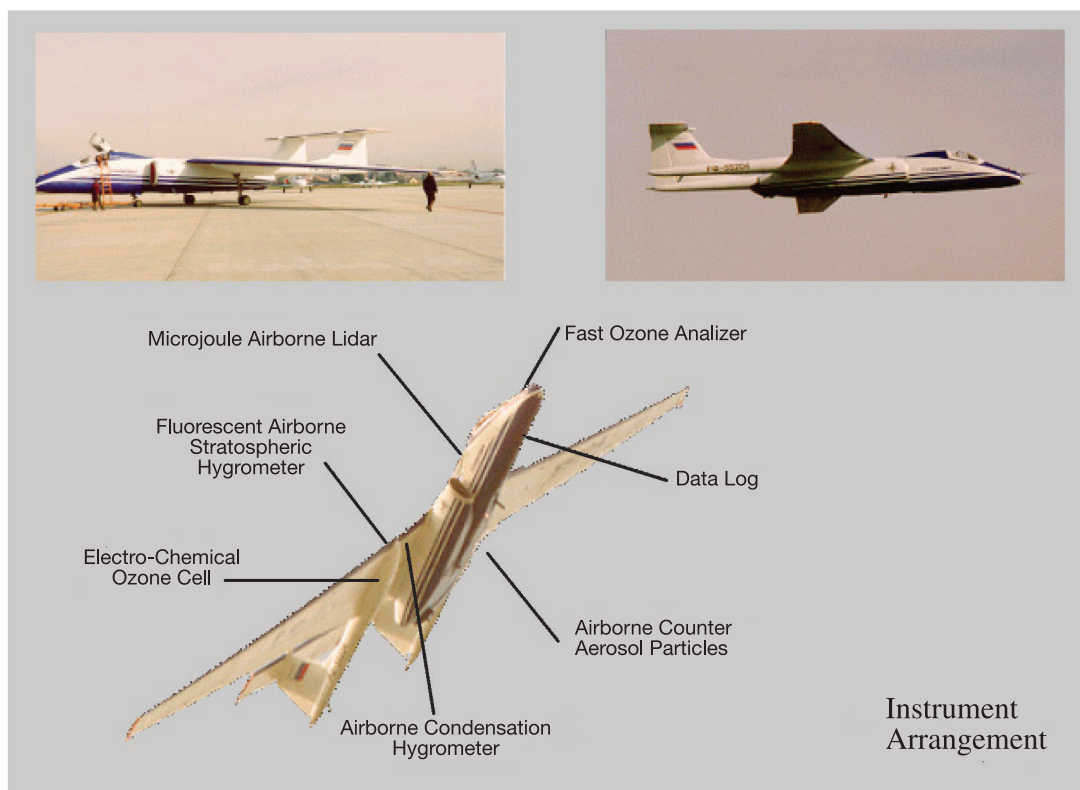 Microjoule Airborne Lidar
Fast Ozone Analizer
Fluorescent Airborne
Stratospheric
Hygrometer
Data Log
Electro-Chemical
Ozone Cell
Airborne Counter
Aerosol Particles
Airborne Condensation
Hygrometer
Instrument
Arrangement